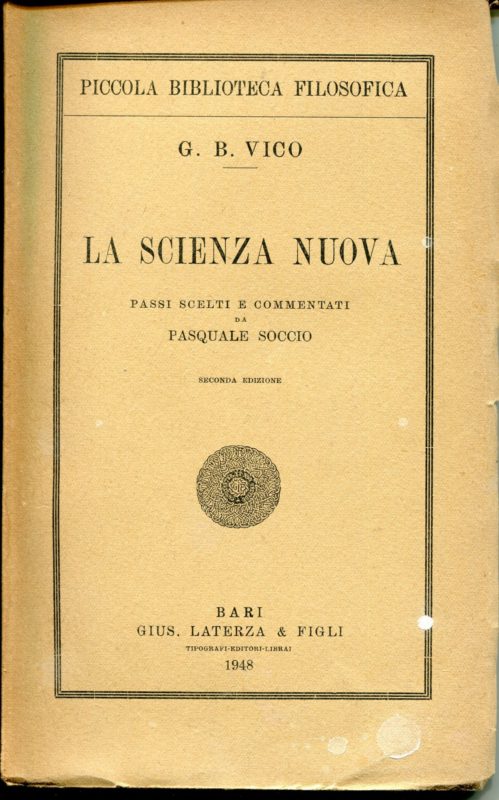 PICCOLA BIBLIOTECA FILOSOFICA
G. B. VICO
LA SCIENZA NUOVA
PASSI SCELTI E COMMENTATI
DA
PASQUALE SOCCIO
SECONDA EDIZIONE
BARI
GIUS. LATERZA & FIGLI
TIPOGRAFI-EDITORI-LIBRAI
1948